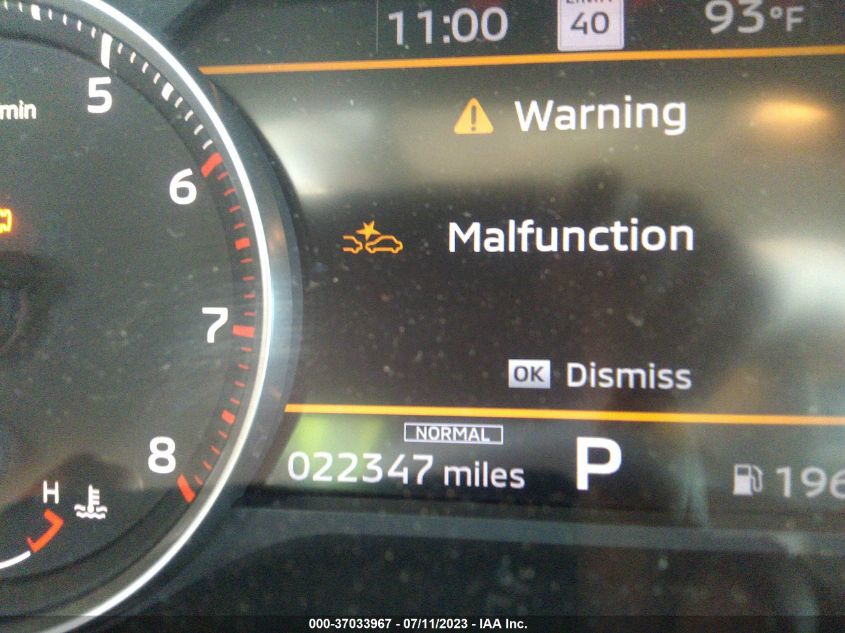 11:00
40
93°F
5
min
Warning
6
Malfunction
7
OK Dismiss
NORMAL
8
022347 miles
P
196
H
000-37033967 - 07/11/2023 - IAA Inc.